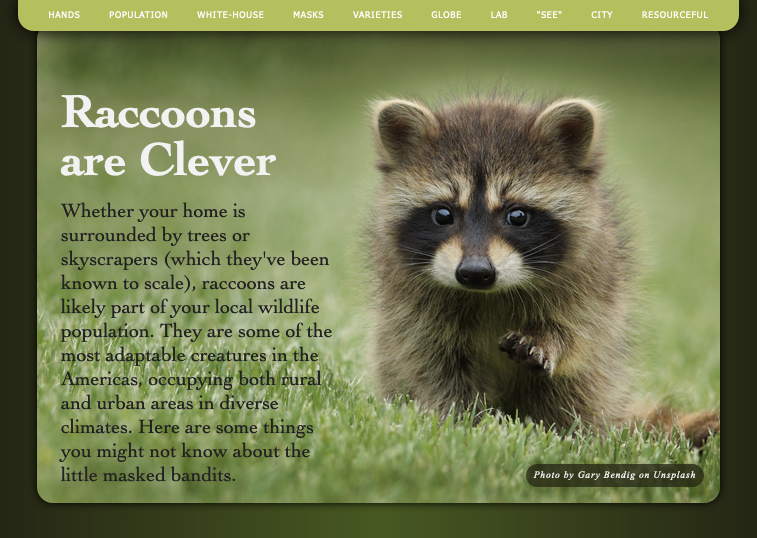 HANDS POPULATION WHITE-HOUSE MASKS VARIETIES GLOBE LAB "SEE" CITY RESOURCEFUL
Raccoons
are Clever
Whether your home is
surrounded by trees or
skyscrapers (which they've been
known to scale), raccoons are
likely part of your local wildlife
population. They are some of the
most adaptable creatures in the
Americas, occupying both rural
and urban areas in diverse
climates. Here are some things
you might not know about the
little masked bandits.
Photo by Gary Bendig on Unsplash